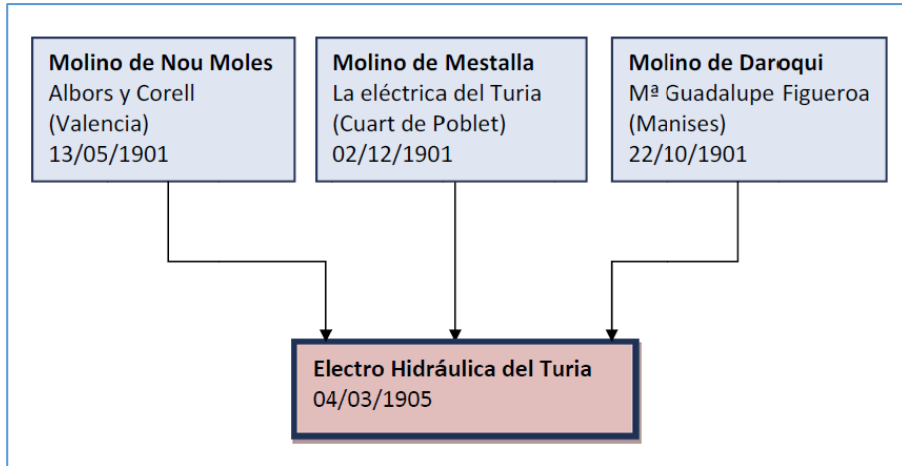 Molino de Nou Moles
Albors y Corell
(Valencia)
13/05/1901
Molino de Mestalla
La eléctrica del Turia
(Cuart de Poblet)
02/12/1901
Molino de Daroqui
Mª Guadalupe Figueroa
(Manises)
22/10/1901
Electro Hidráulica del Turia
04/03/1905